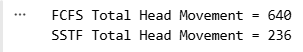 FCFS Total Head Movement = 640
SSTF Total Head Movement = 236